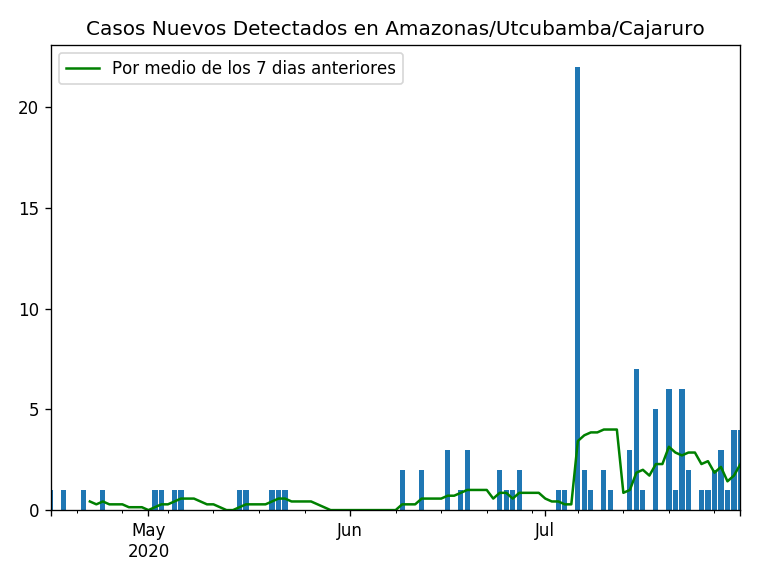 Casos Nuevos Detectados en Amazonas/Utcubamba/Cajaruro
Por medio de los 7 dias anteriores
20
15
10
5
0
May
2020
Jun
Jul